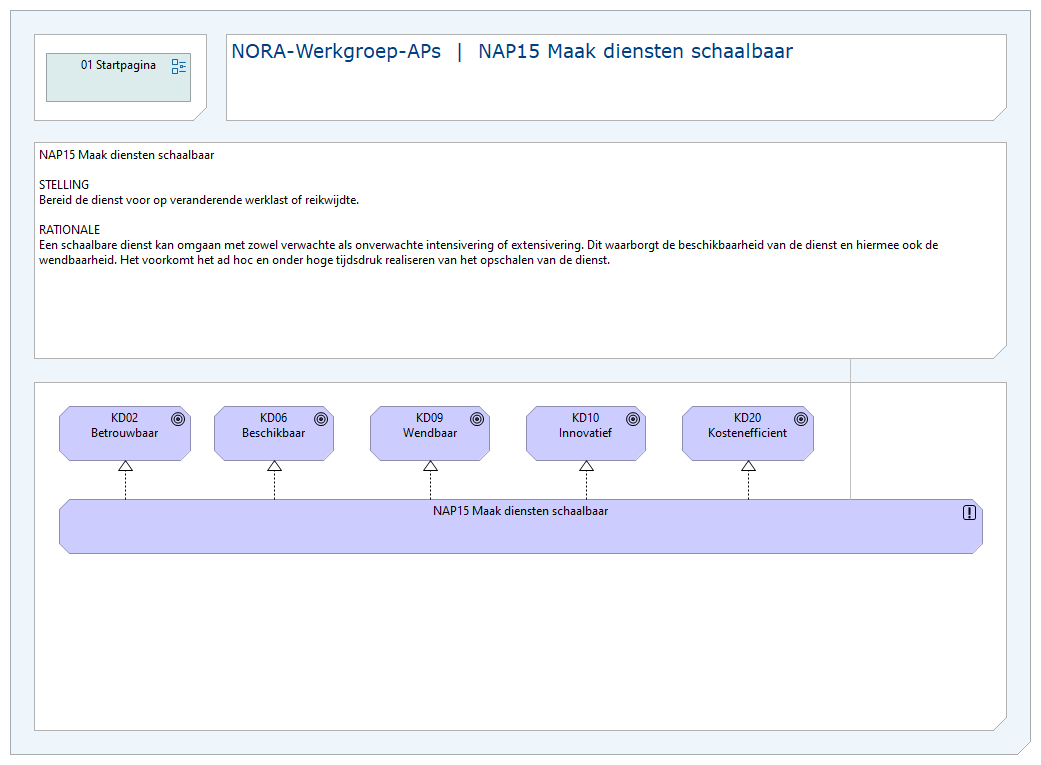 01 Startpagina
NORA-Werkgroep-APs | NAP15 Maak diensten schaalbaar
NAP15 Maak diensten schaalbaar
STELLING
Bereid de dienst voor op veranderende werklast of reikwijdte.
RATIONALE
Een schaalbare dienst kan omgaan met zowel verwachte als onverwachte intensivering of extensivering. Dit waarborgt de beschikbaarheid van de dienst en hiermee ook de
wendbaarheid. Het voorkomt het ad hoc en onder hoge tijdsdruk realiseren van het opschalen van de dienst.
KD02
Betrouwbaar
KD06
Beschikbaar
KD09
Wendbaar
KD10
Innovatief
KD20
Kostenefficient
NAP15 Maak diensten schaalbaar